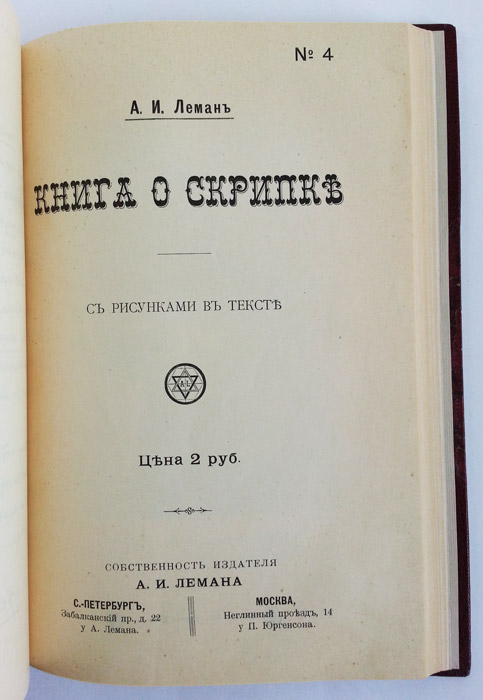 № 4
А. И. Леманъ
КНИГА О СКРИПКѢ
СЪ РИСУНКАМИ ВЪ ТЕКСТѢ
A·L
Цѣна 2 руб.
СОБСТВЕННОСТЬ ИЗДАТЕЛЯ
А. И. ЛЕМАНА
С.-ПЕТЕРБУРГЪ,
Забалканскій пр., д. 22
у А. Лемана.
МОСКВА,
Неглинный проѣздъ, 14
у П. Юргенсона.